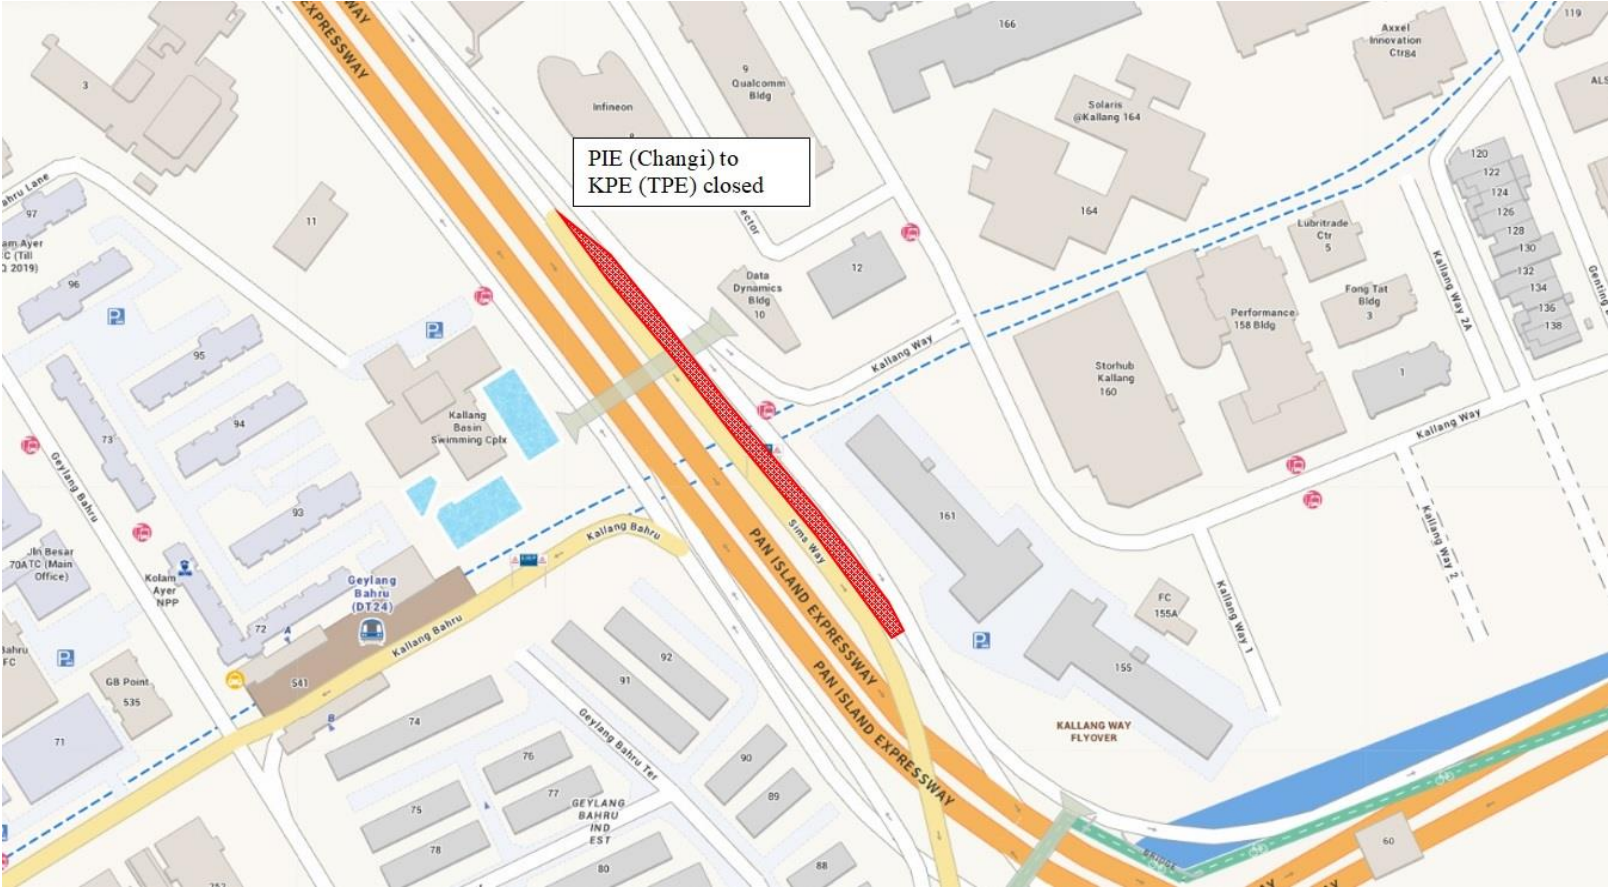 WAY
EXPRESSWAY
166
119
Axxel
Innovation
Ctr84
3
9
Qualcomm
Bldg
Infineon
8
Solaris
@Kallang 164
PIE (Changi) to
KPE (TPE) closed
120
122
124
126
128
130
132
134
136
138
97
11
164
Lubritrade
Ctr
5
12
Data
Dynamics
Bldg
10
96
Fong Tat
Bldg
3
Kallang Way 2A
Performance
158 Bldg
95
Kallang Way
Storhub
Kallang
160
1
94
Kallang
Basin
Swimming Cplx
73
Kallang Way
Geylang Bahru
93
161
Sims Way
Kallang Bahru
Kallang Way 2
Jln Besar
70ATC (Main
Office)
Kolam
Ayer
NPP
Geylang
Bahru
(DT24)
PAN ISLAND EXPRESSWAY
FC
155A
Kallang Way 1
72
A
Kallang Bahru
92
91
155
GB Point
535
541
B
PAN ISLAND EXPRESSWAY
KALLANG WAY
FLYOVER
71
74
Geylang Bahru Ter
76
90
77
89
75
GEYLANG
BAHRU
IND
EST
78
80
88
60